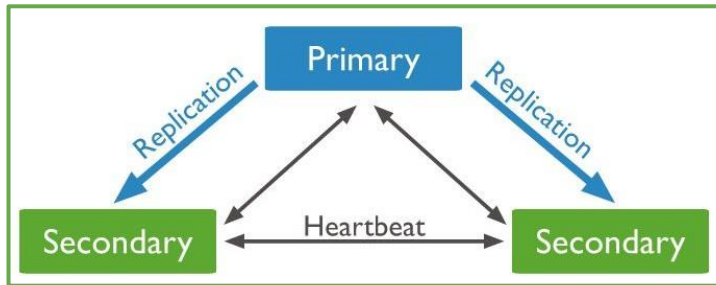 Primary
Replication
Replication
Heartbeat
Secondary
Secondary